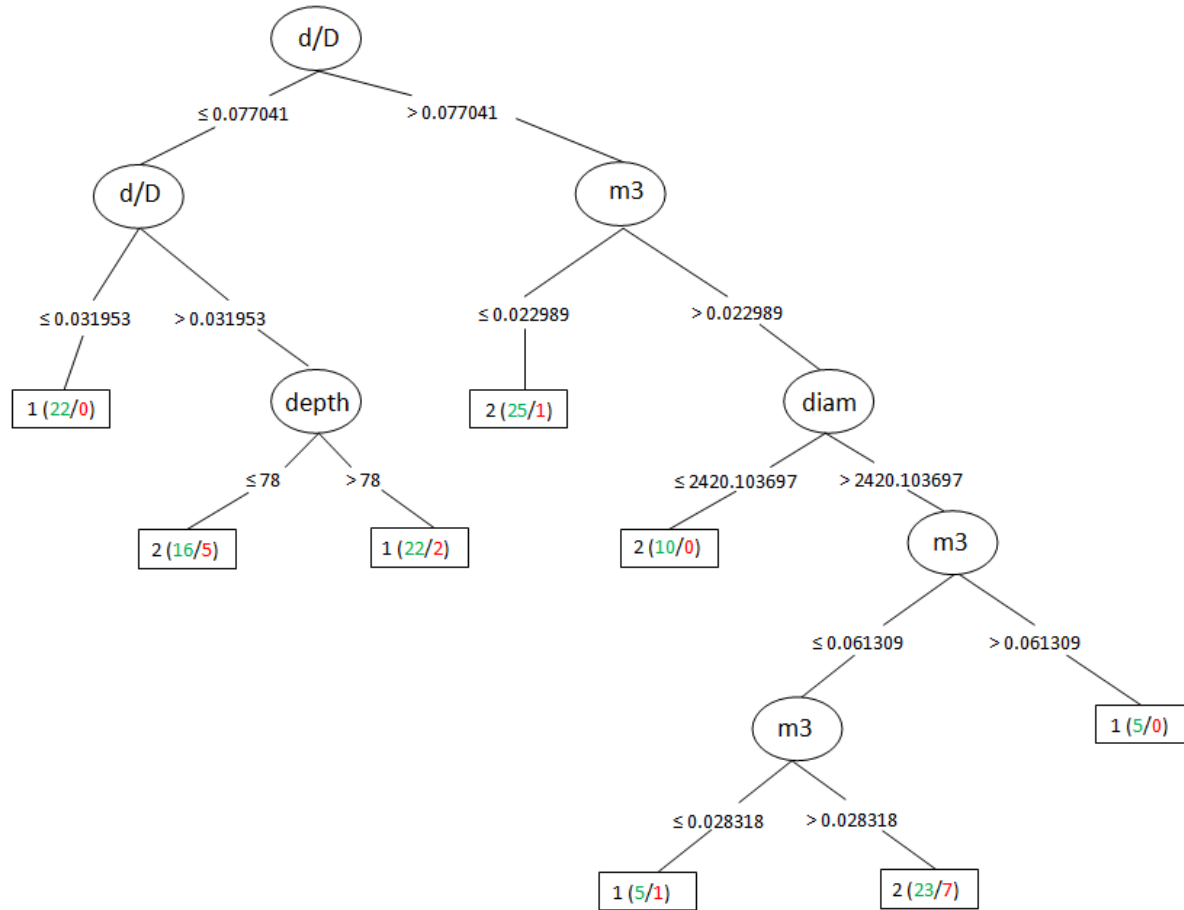 d/D
≤ 0.077041 > 0.077041
d/D m3
≤ 0.031953 > 0.031953 ≤ 0.022989 > 0.022989
1 (22/0) depth 2 (25/1) diam
≤ 78 > 78 ≤ 2420.103697 > 2420.103697
2 (16/5) 1 (22/2) 2 (10/0) m3
≤ 0.061309 > 0.061309
m3 1 (5/0)
≤ 0.028318 > 0.028318
1 (5/1) 2 (23/7)